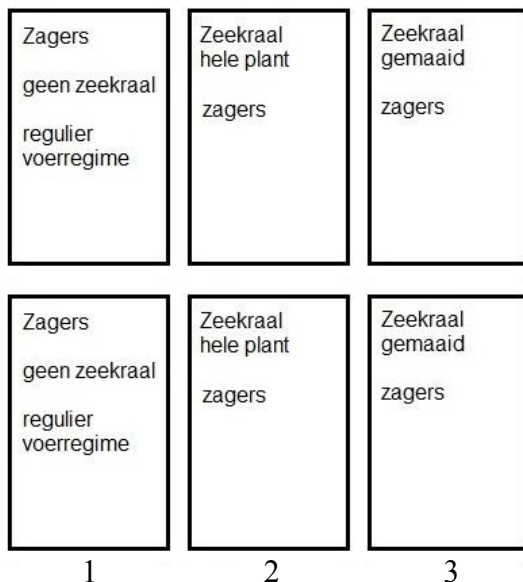 Zagers
geen zeekraal
regulier
voerregime
Zeekraal
hele plant
zagers
Zeekraal
gemaaid
zagers
Zagers
geen zeekraal
regulier
voerregime
Zeekraal
hele plant
zagers
Zeekraal
gemaaid
zagers
1
2
3